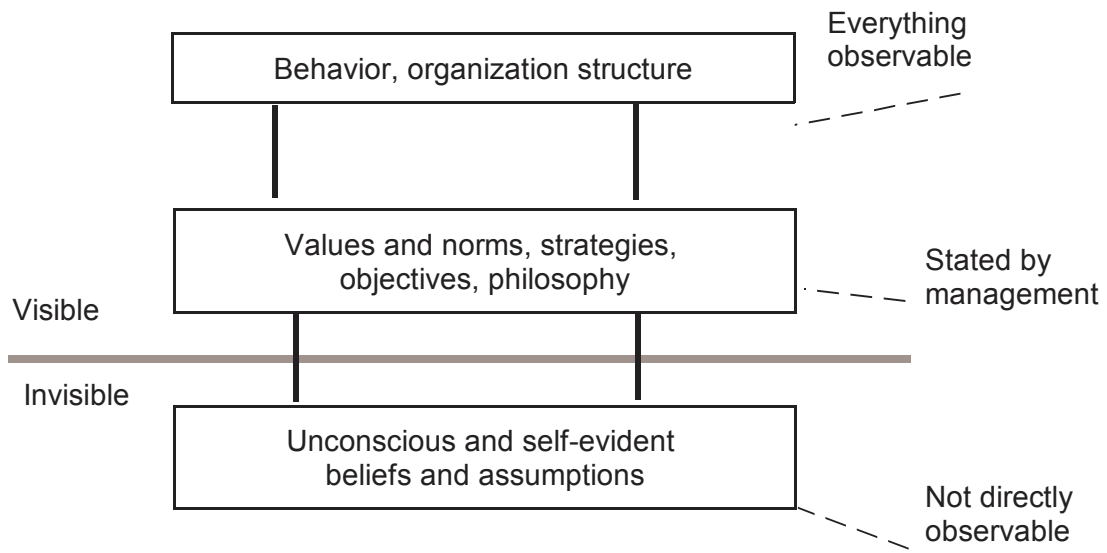 Everything
observable
Behavior, organization structure
Values and norms, strategies,
objectives, philosophy
Stated by
management
Visible
Invisible
Unconscious and self-evident
beliefs and assumptions
Not directly
observable